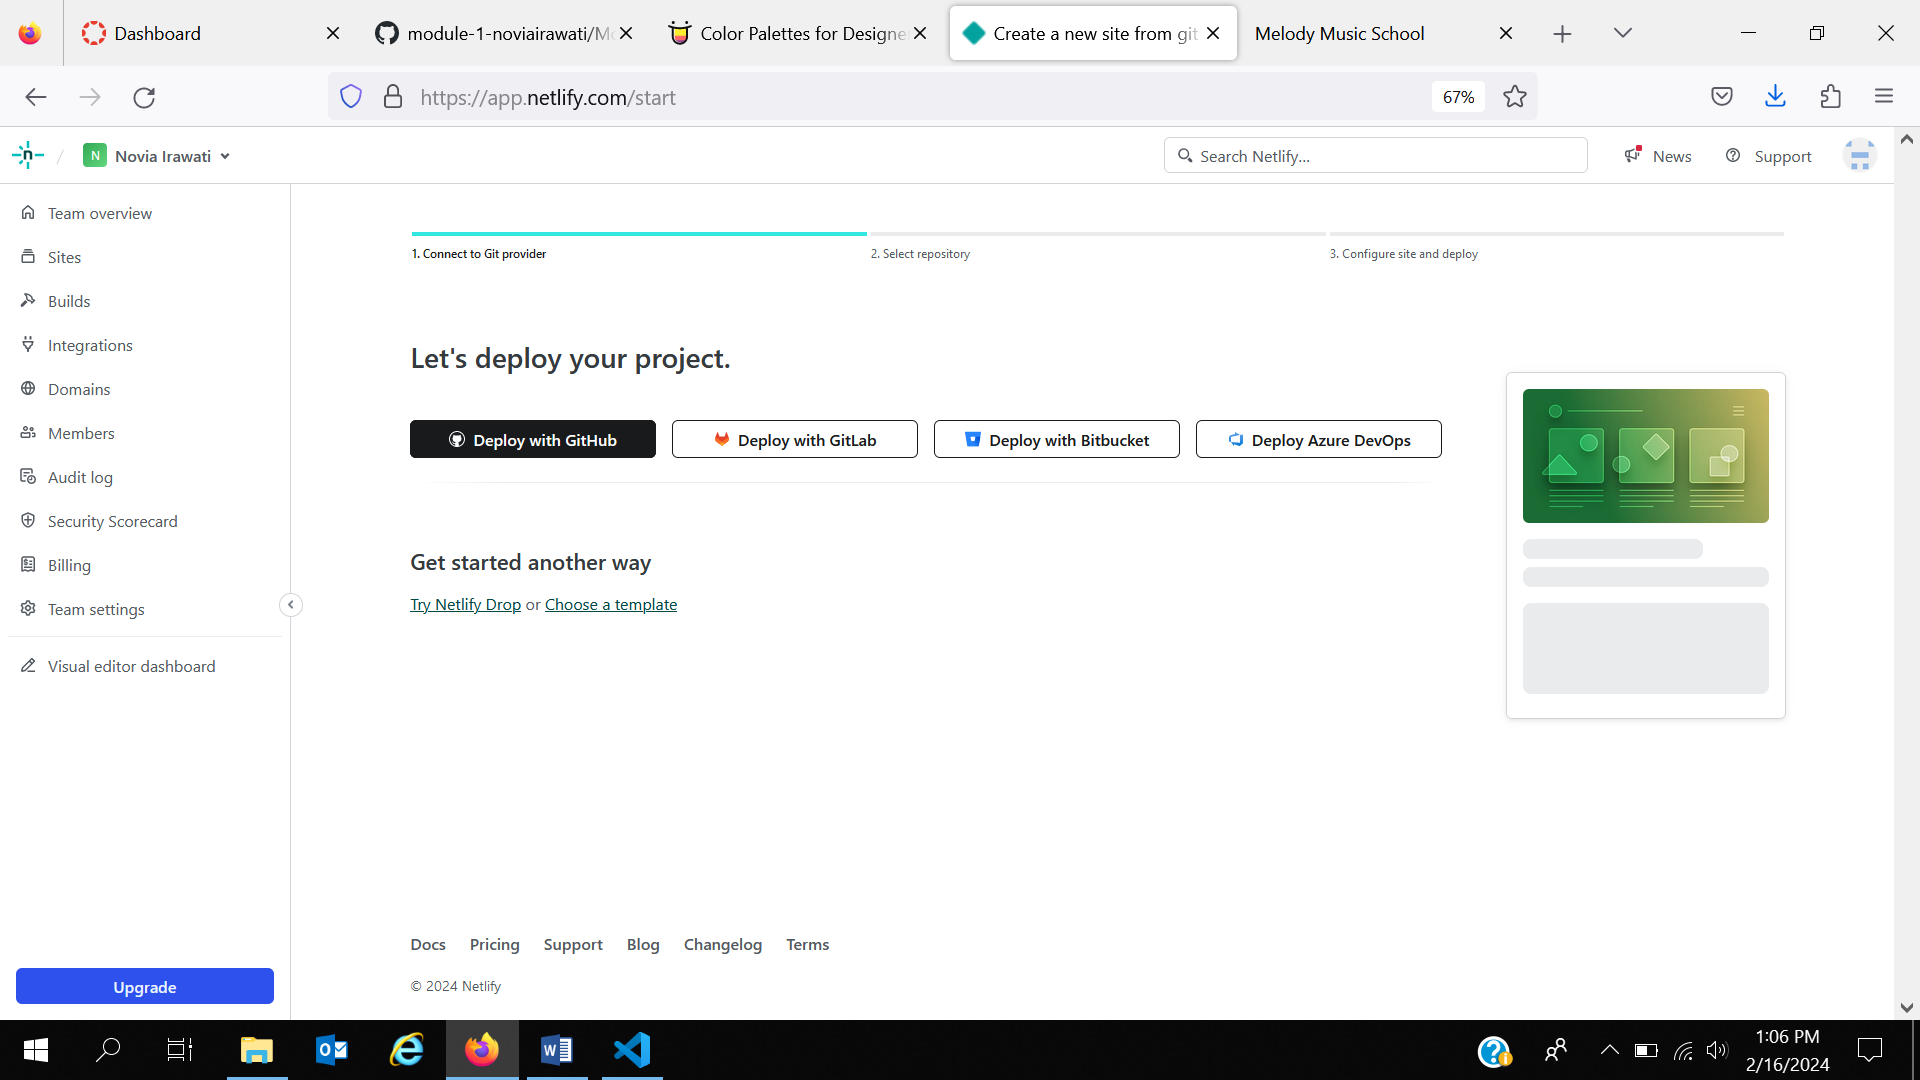 Dashboard
module-1-noviairawati/Mo
Color Palettes for Designe
Create a new site from git
Melody Music School
https://app.netlify.com/start
67%
n
/
N
Novia Irawati
Search Netlify...
News
Support
Team overview
Sites
Builds
Integrations
Domains
Members
Audit log
Security Scorecard
Billing
Team settings
Visual editor dashboard
Upgrade
1. Connect to Git provider
2. Select repository
3. Configure site and deploy
Let's deploy your project.
Deploy with GitHub
Deploy with GitLab
Deploy with Bitbucket
Deploy Azure DevOps
Get started another way
Try Netlify Drop or Choose a template
Docs
Pricing
Support
Blog
Changelog
Terms
© 2024 Netlify
1:06 PM
2/16/2024